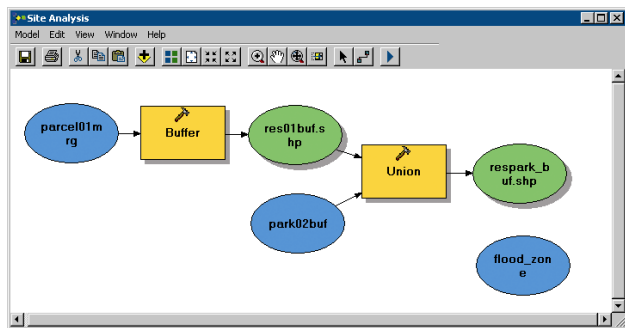 Site Analysis
Model Edit View Window Help
parcel01m
rg
Buffer
res01buf.s
hp
Union
respark_b
uf.shp
park02buf
flood_zon
e